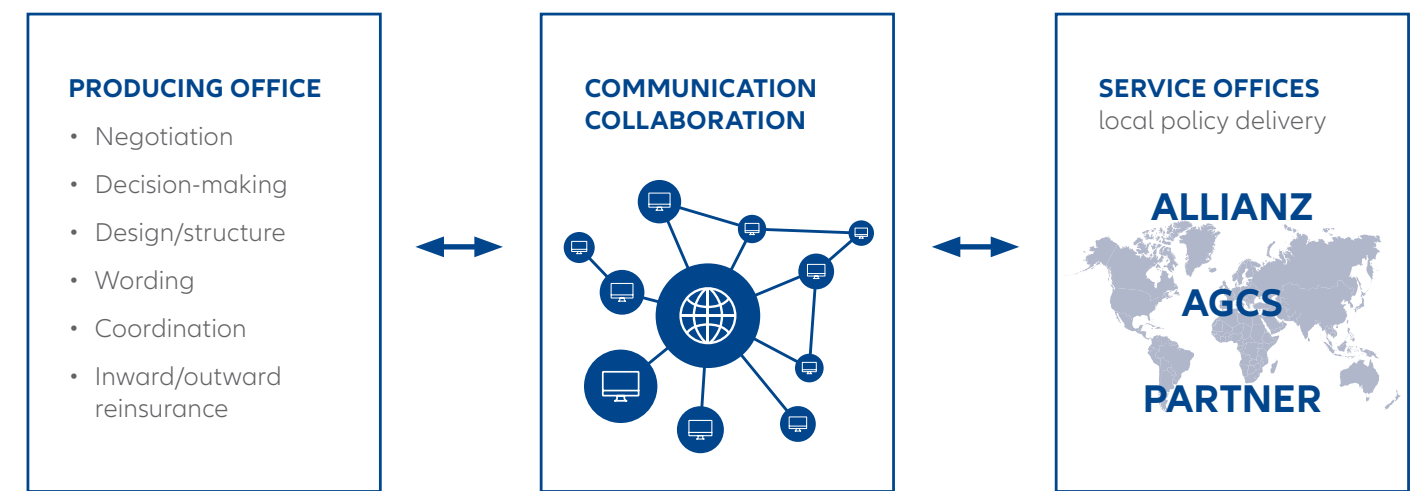 PRODUCING OFFICE
• Negotiation
• Decision-making
• Design/structure
• Wording
• Coordination
• Inward/outward
reinsurance
COMMUNICATION
COLLABORATION
SERVICE OFFICES
local policy delivery
ALLIANZ
AGCS
PARTNER